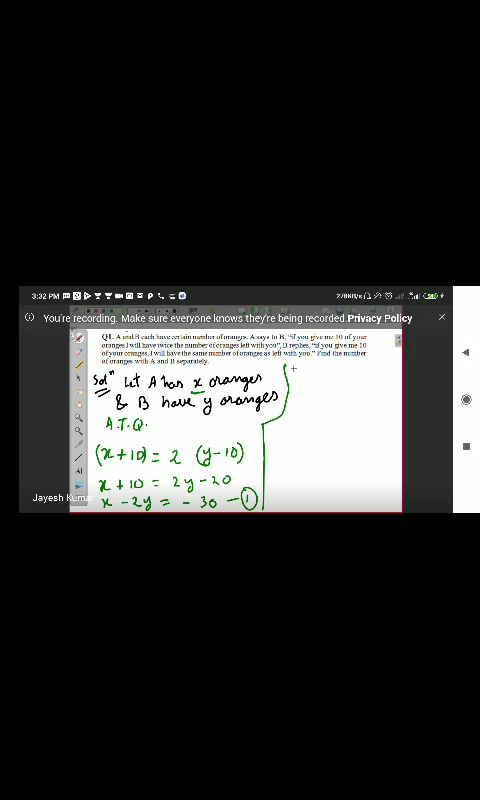 3:32 PM
278KB/s
You're recording. Make sure everyone knows they're being recorded.Privacy Policy
Q1. A and B each have certain number of oranges. A says to B, "if you give me 10 of your
oranges I will have twice the number of oranges left with you", B replies, "if you give me 10
of your oranges, I will have the same number of oranges as left with you." Find the number
of oranges with A and B separately.
Solⁿ Let A has x oranges
& B have y oranges
A.T.Q.
(x+10) = 2 (y-10)
x + 10 = 2y - 20
x - 2y = - 30 - ①
AI
Jayesh Kumar